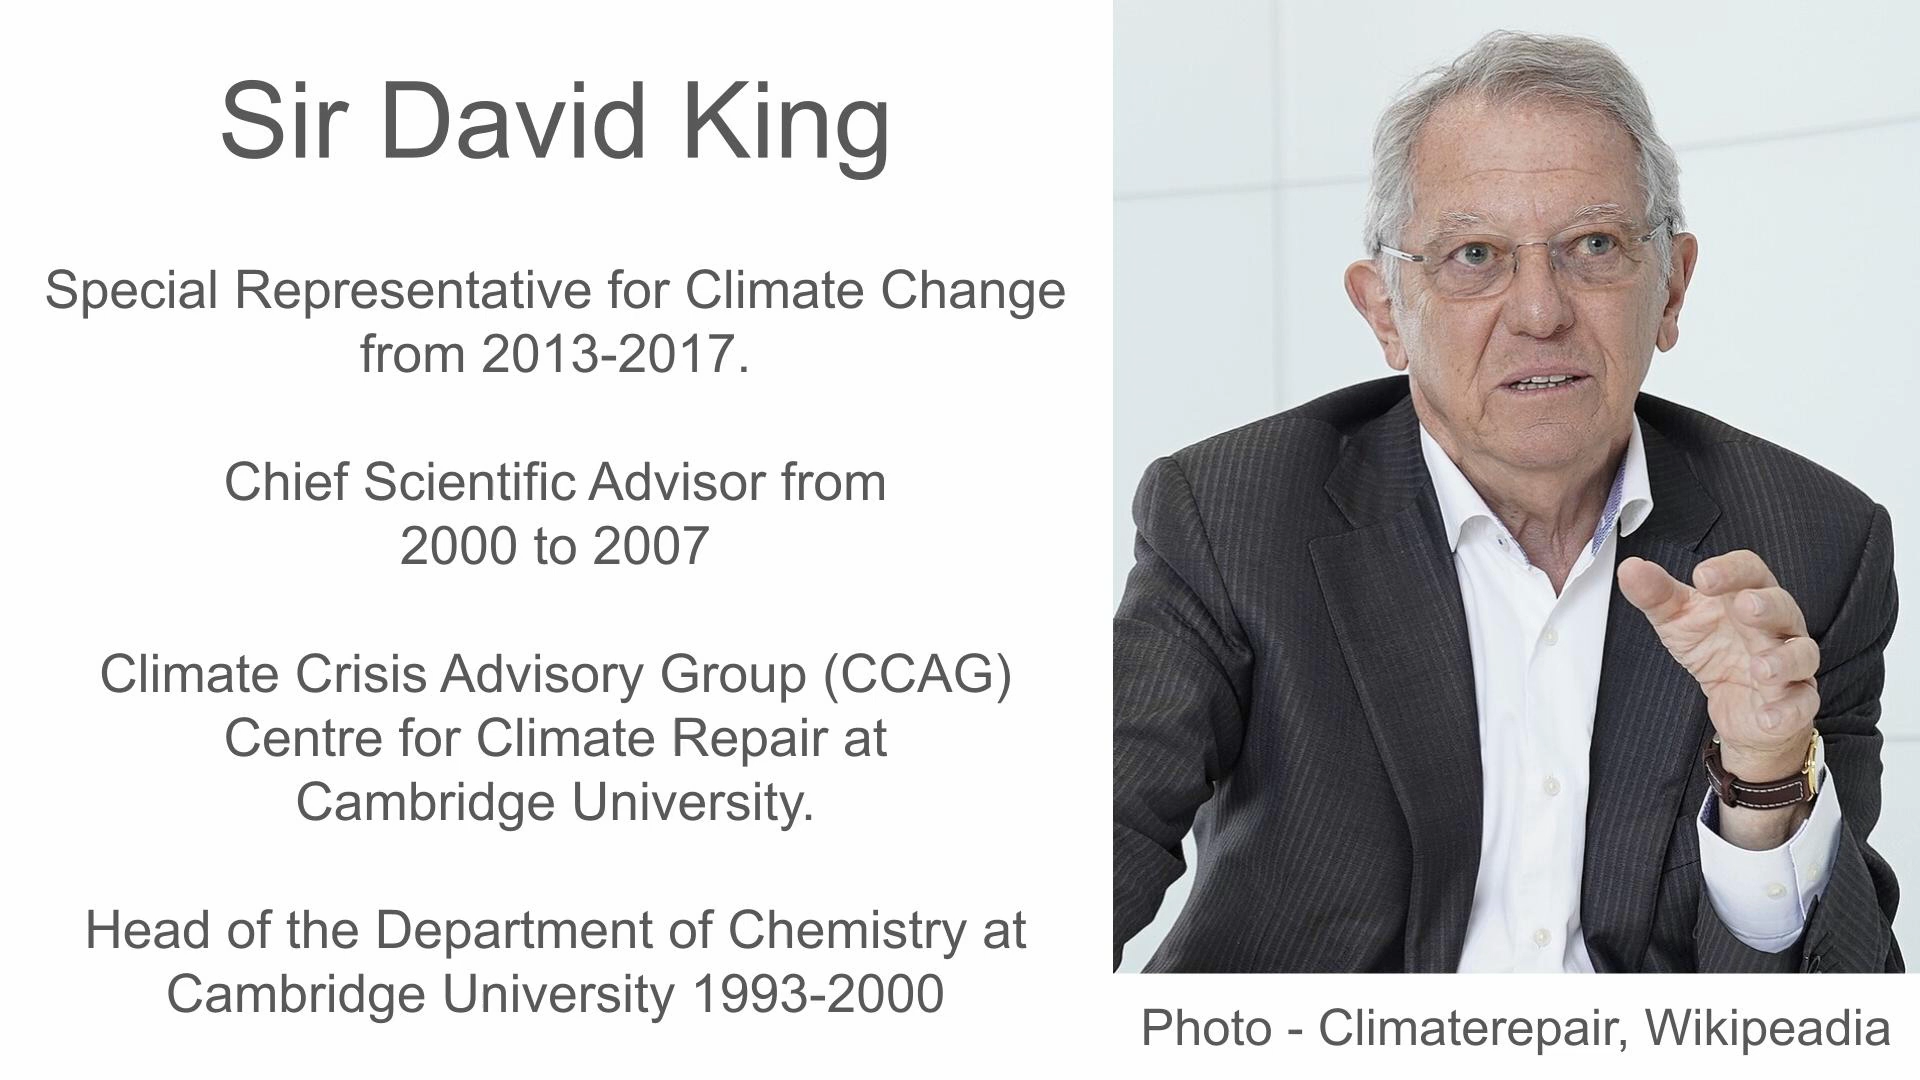 Sir David King
Special Representative for Climate Change
from 2013-2017.
Chief Scientific Advisor from
2000 to 2007
Climate Crisis Advisory Group (CCAG)
Centre for Climate Repair at
Cambridge University.
Head of the Department of Chemistry at
Cambridge University 1993-2000
Photo - Climaterepair, Wikipeadia